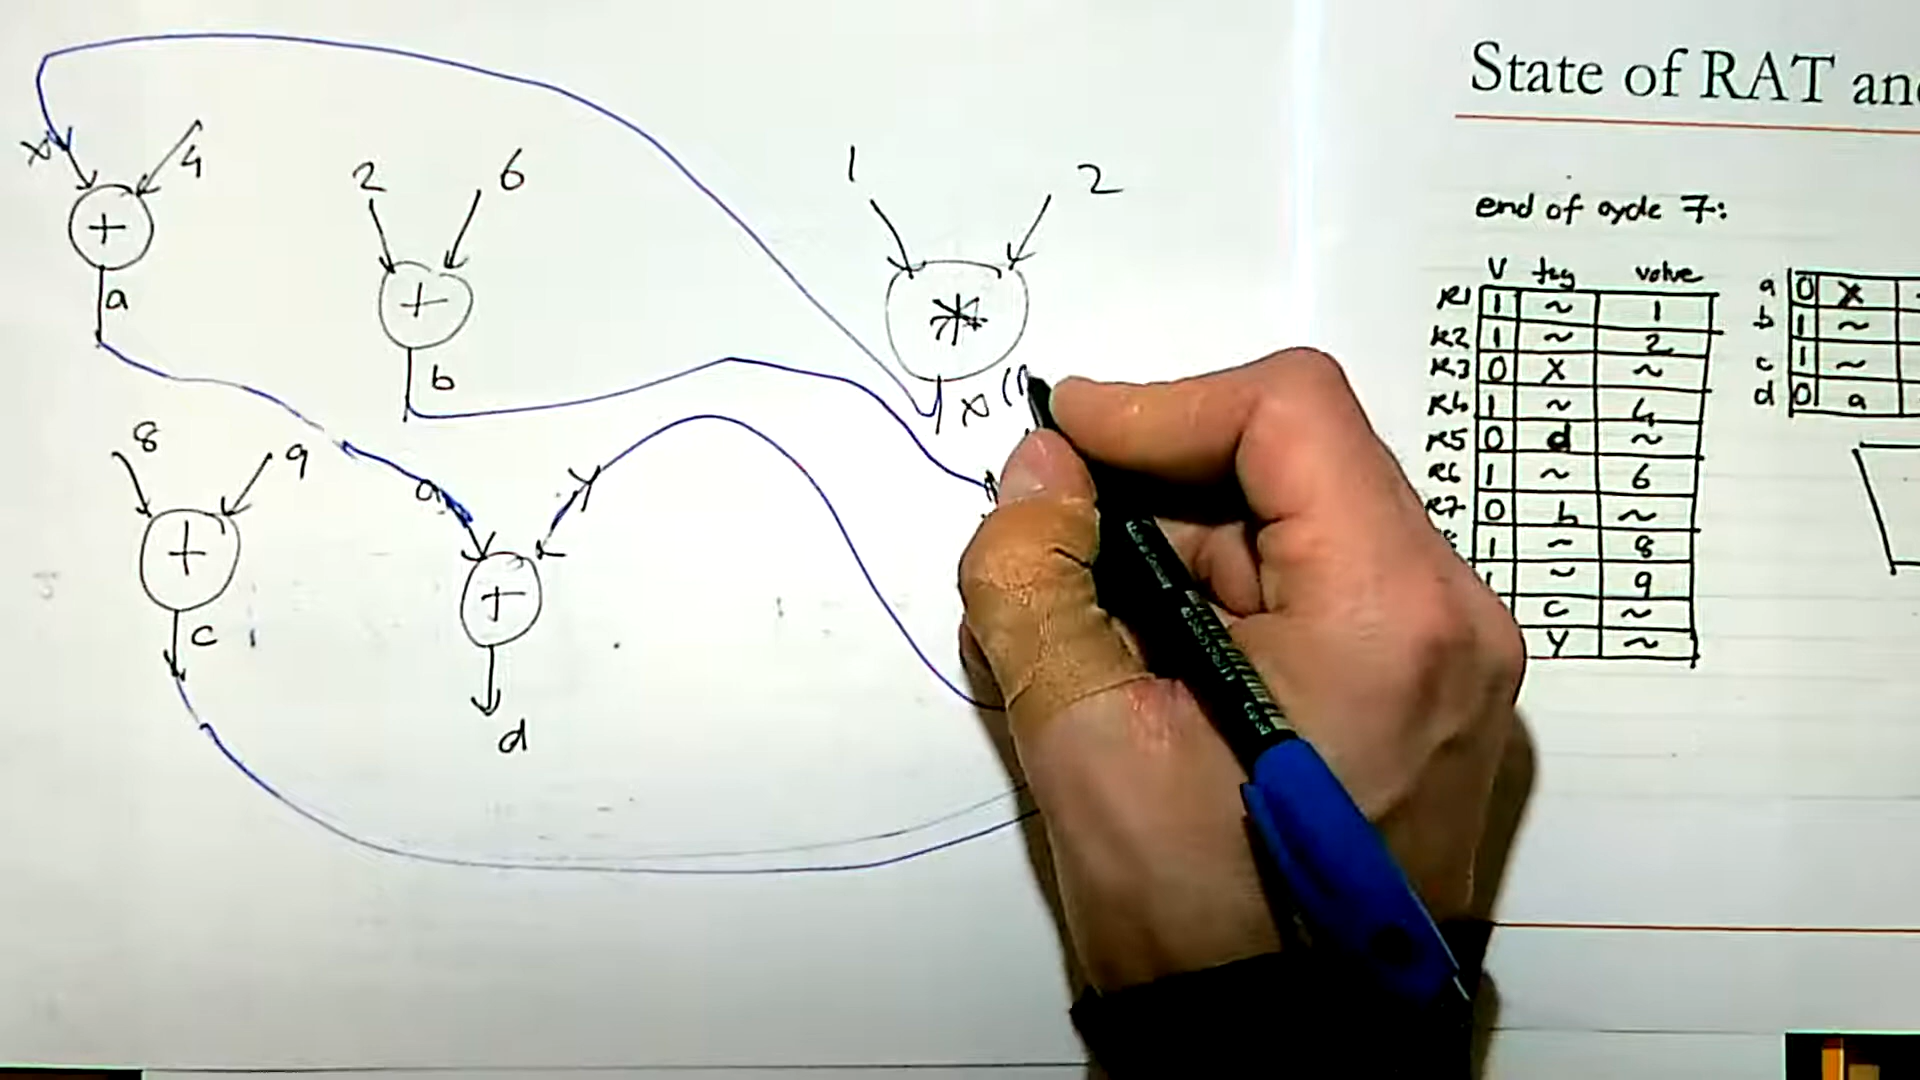 State of RAT and
end of cycle 7:
V tag value
R1 1 ~ 1
R2 1 ~ 2
R3 0 X ~
R4 1 ~ 4
R5 0 d ~
R6 1 ~ 6
R7 0 b ~
8 1 ~ 8
1 ~ 9
c ~
Y ~
a 0 X
b 1 ~
c 1 ~
d 0 a
X 4
+
a
2 6
+
b
1 2
*
X (
8 9
+
c
a Y
+
d